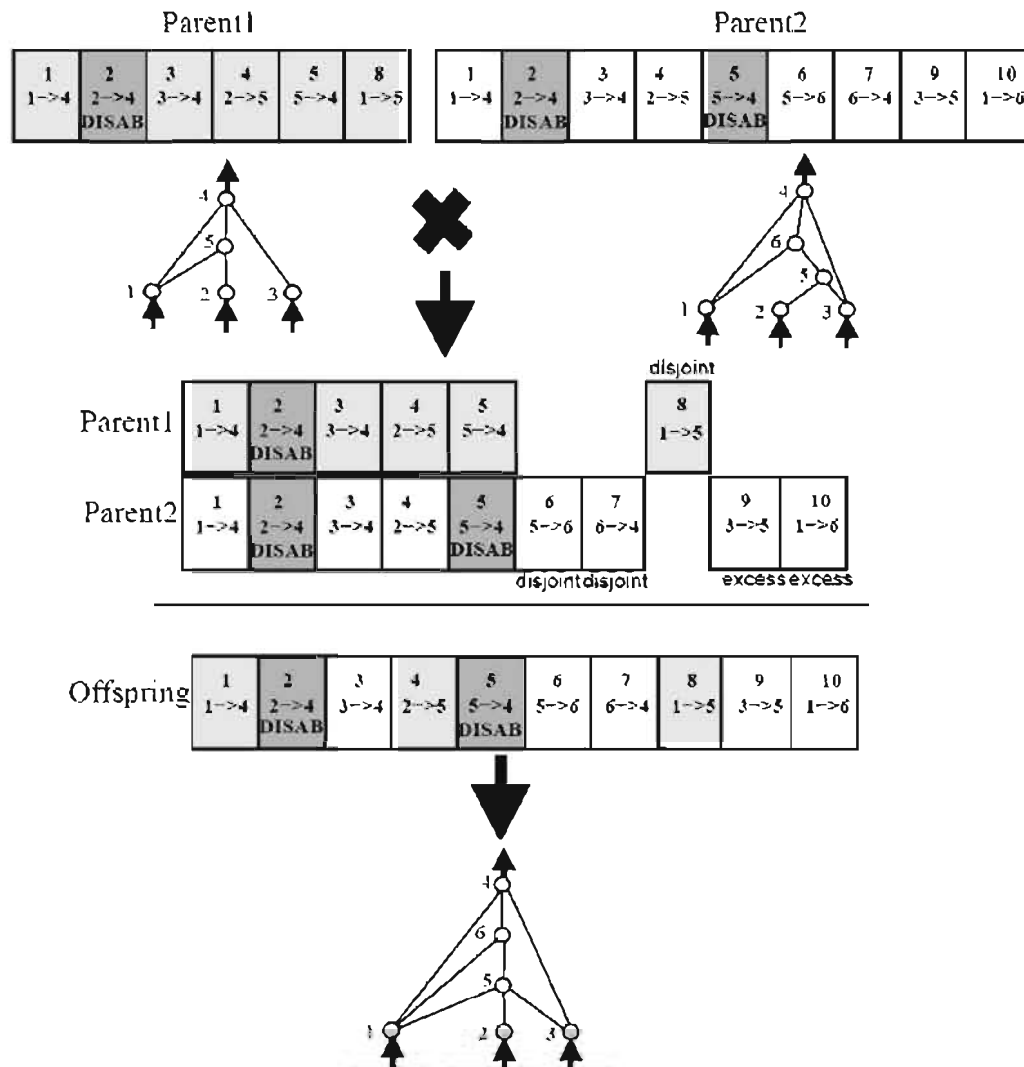 Parent1 Parent2
1 2 3 4 5 8 1 2 3 4 5 6 7 9 10
1->4 2->4 3->4 2->5 5->4 1->5 1->4 2->4 3->4 2->5 5->4 5->6 6->4 3->5 1->6
DISAB DISAB DISAB
4 4
5 6
5
1 2 3 1 2 3
disjoint
Parent1 1 2 3 4 5 8
1->4 2->4 3->4 2->5 5->4 1->5
DISAB
Parent2 1 2 3 4 5 6 7 9 10
1->4 2->4 3->4 2->5 5->4 5->6 6->4 3->5 1->6
DISAB DISAB
disjoint disjoint excess excess
Offspring 1 2 3 4 5 6 7 8 9 10
1->4 2->4 3->4 2->5 5->4 5->6 6->4 1->5 3->5 1->6
DISAB DISAB
4
6
5
1 2 3